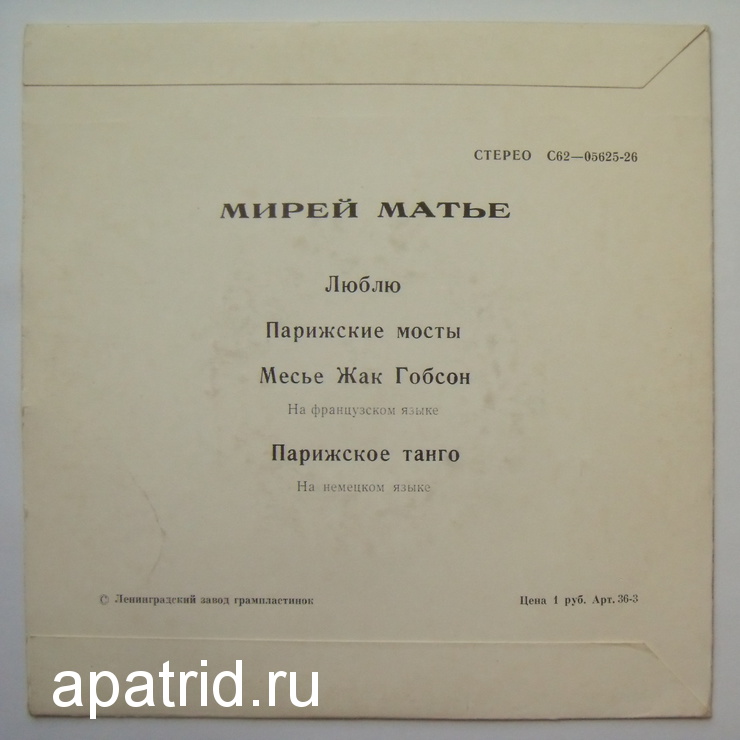 СТЕРЕО С62—05625-26
МИРЕЙ МАТЬЕ
Люблю
Парижские мосты
Месье Жак Гобсон
На французском языке
Парижское танго
На немецком языке
© Ленинградский завод грампластинок
Цена 1 руб. Арт. 36-3
apatrid.ru